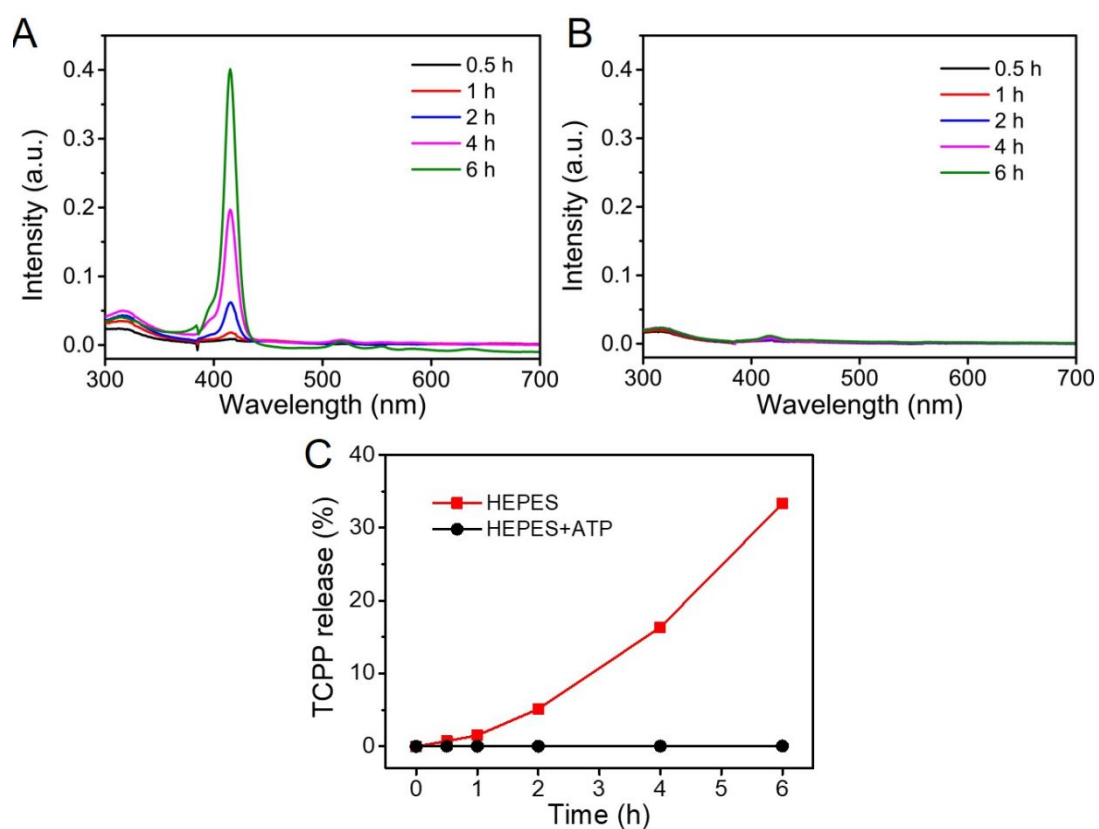 A
0.5 h
1 h
2 h
4 h
6 h
Intensity (a.u.)
0.4
0.3
0.2
0.1
0.0
300 400 500 600 700
Wavelength (nm)
B
0.5 h
1 h
2 h
4 h
6 h
Intensity (a.u.)
0.4
0.3
0.2
0.1
0.0
300 400 500 600 700
Wavelength (nm)
C
HEPES
HEPES+ATP
TCPP release (%)
40
30
20
10
0
0 1 2 3 4 5 6
Time (h)